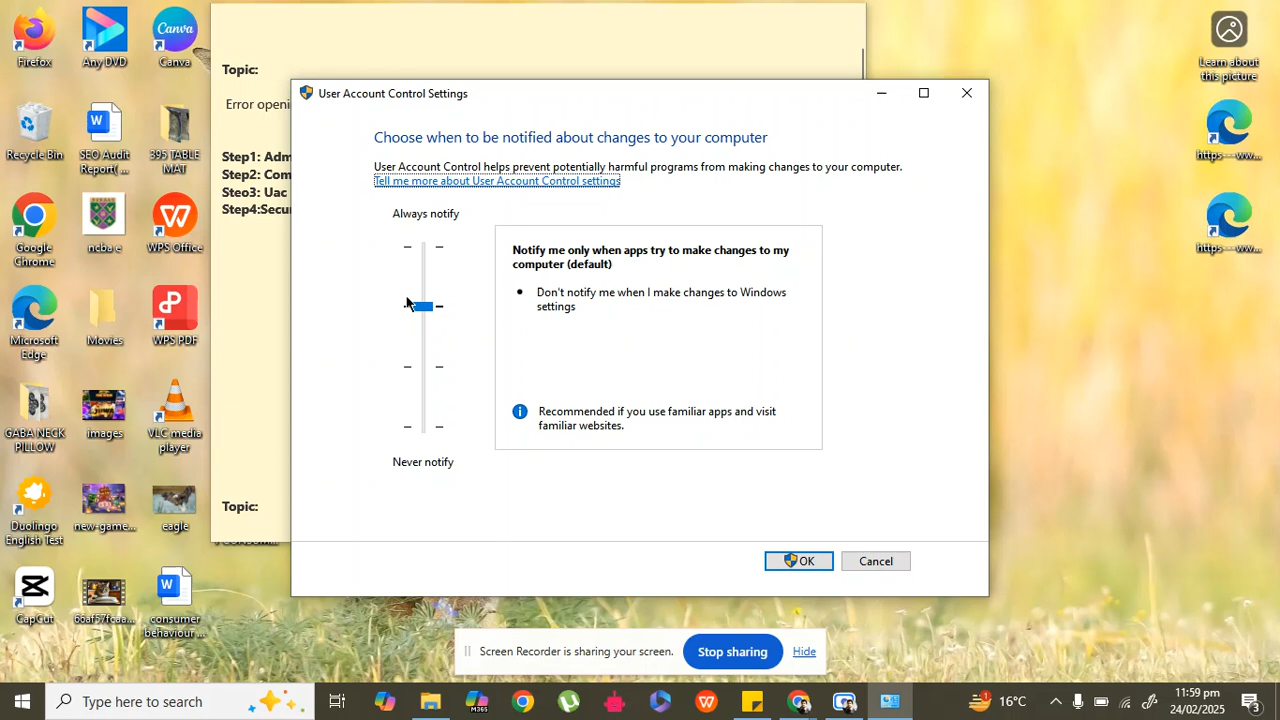 Firefox
Any DVD
Canva
Recycle Bin
SEO Audit
Report( ...
395 TABLE
MAT
Google
Chrome
ncba e
WPS Office
Microsoft
Edge
Movies
WPS PDF
GABA NECK
PILLOW
images
VLC media
player
Duolingo
English Test
new-game...
eagle
CapCut
66af57fcaa...
consumer
behaviour ...
Topic:
Error openi
Step1: Adm
Step2: Com
Steo3: Uac
Step4:Secur
Topic:
User Account Control Settings
Choose when to be notified about changes to your computer
User Account Control helps prevent potentially harmful programs from making changes to your computer.
Tell me more about User Account Control settings
Always notify
Notify me only when apps try to make changes to my
computer (default)
Don't notify me when I make changes to Windows
settings
Recommended if you use familiar apps and visit
familiar websites.
Never notify
OK
Cancel
Learn about
this picture
https---ww...
https---ww...
Screen Recorder is sharing your screen.
Stop sharing
Hide
Type here to search
M365
1
16°C
11:59 pm
24/02/2025
3